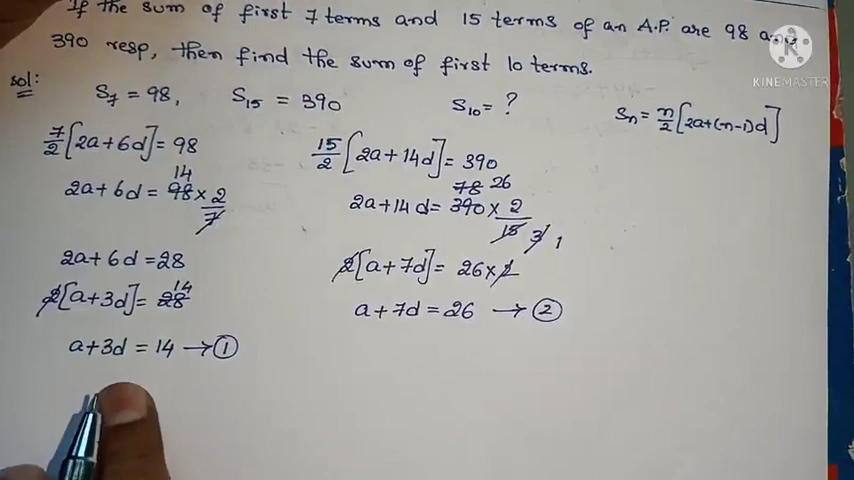 If the sum of first 7 terms and 15 terms of an A.P. are 98 and
390 resp, then find the sum of first 10 terms.
Sol:
S₇ = 98, S₁₅ = 390 S₁₀ = ?
Sₙ = n/2 [2a+(n-1)d]
7/2 [2a+6d] = 98
14
2a+6d = 98 × 2/7
2a+6d = 28
14
2[a+3d] = 28
a+3d = 14 → ①
15/2 [2a+14d] = 390
78 26
2a+14d = 390 × 2/15 3 1
2[a+7d] = 26×2
a+7d = 26 → ②
KINEMASTER